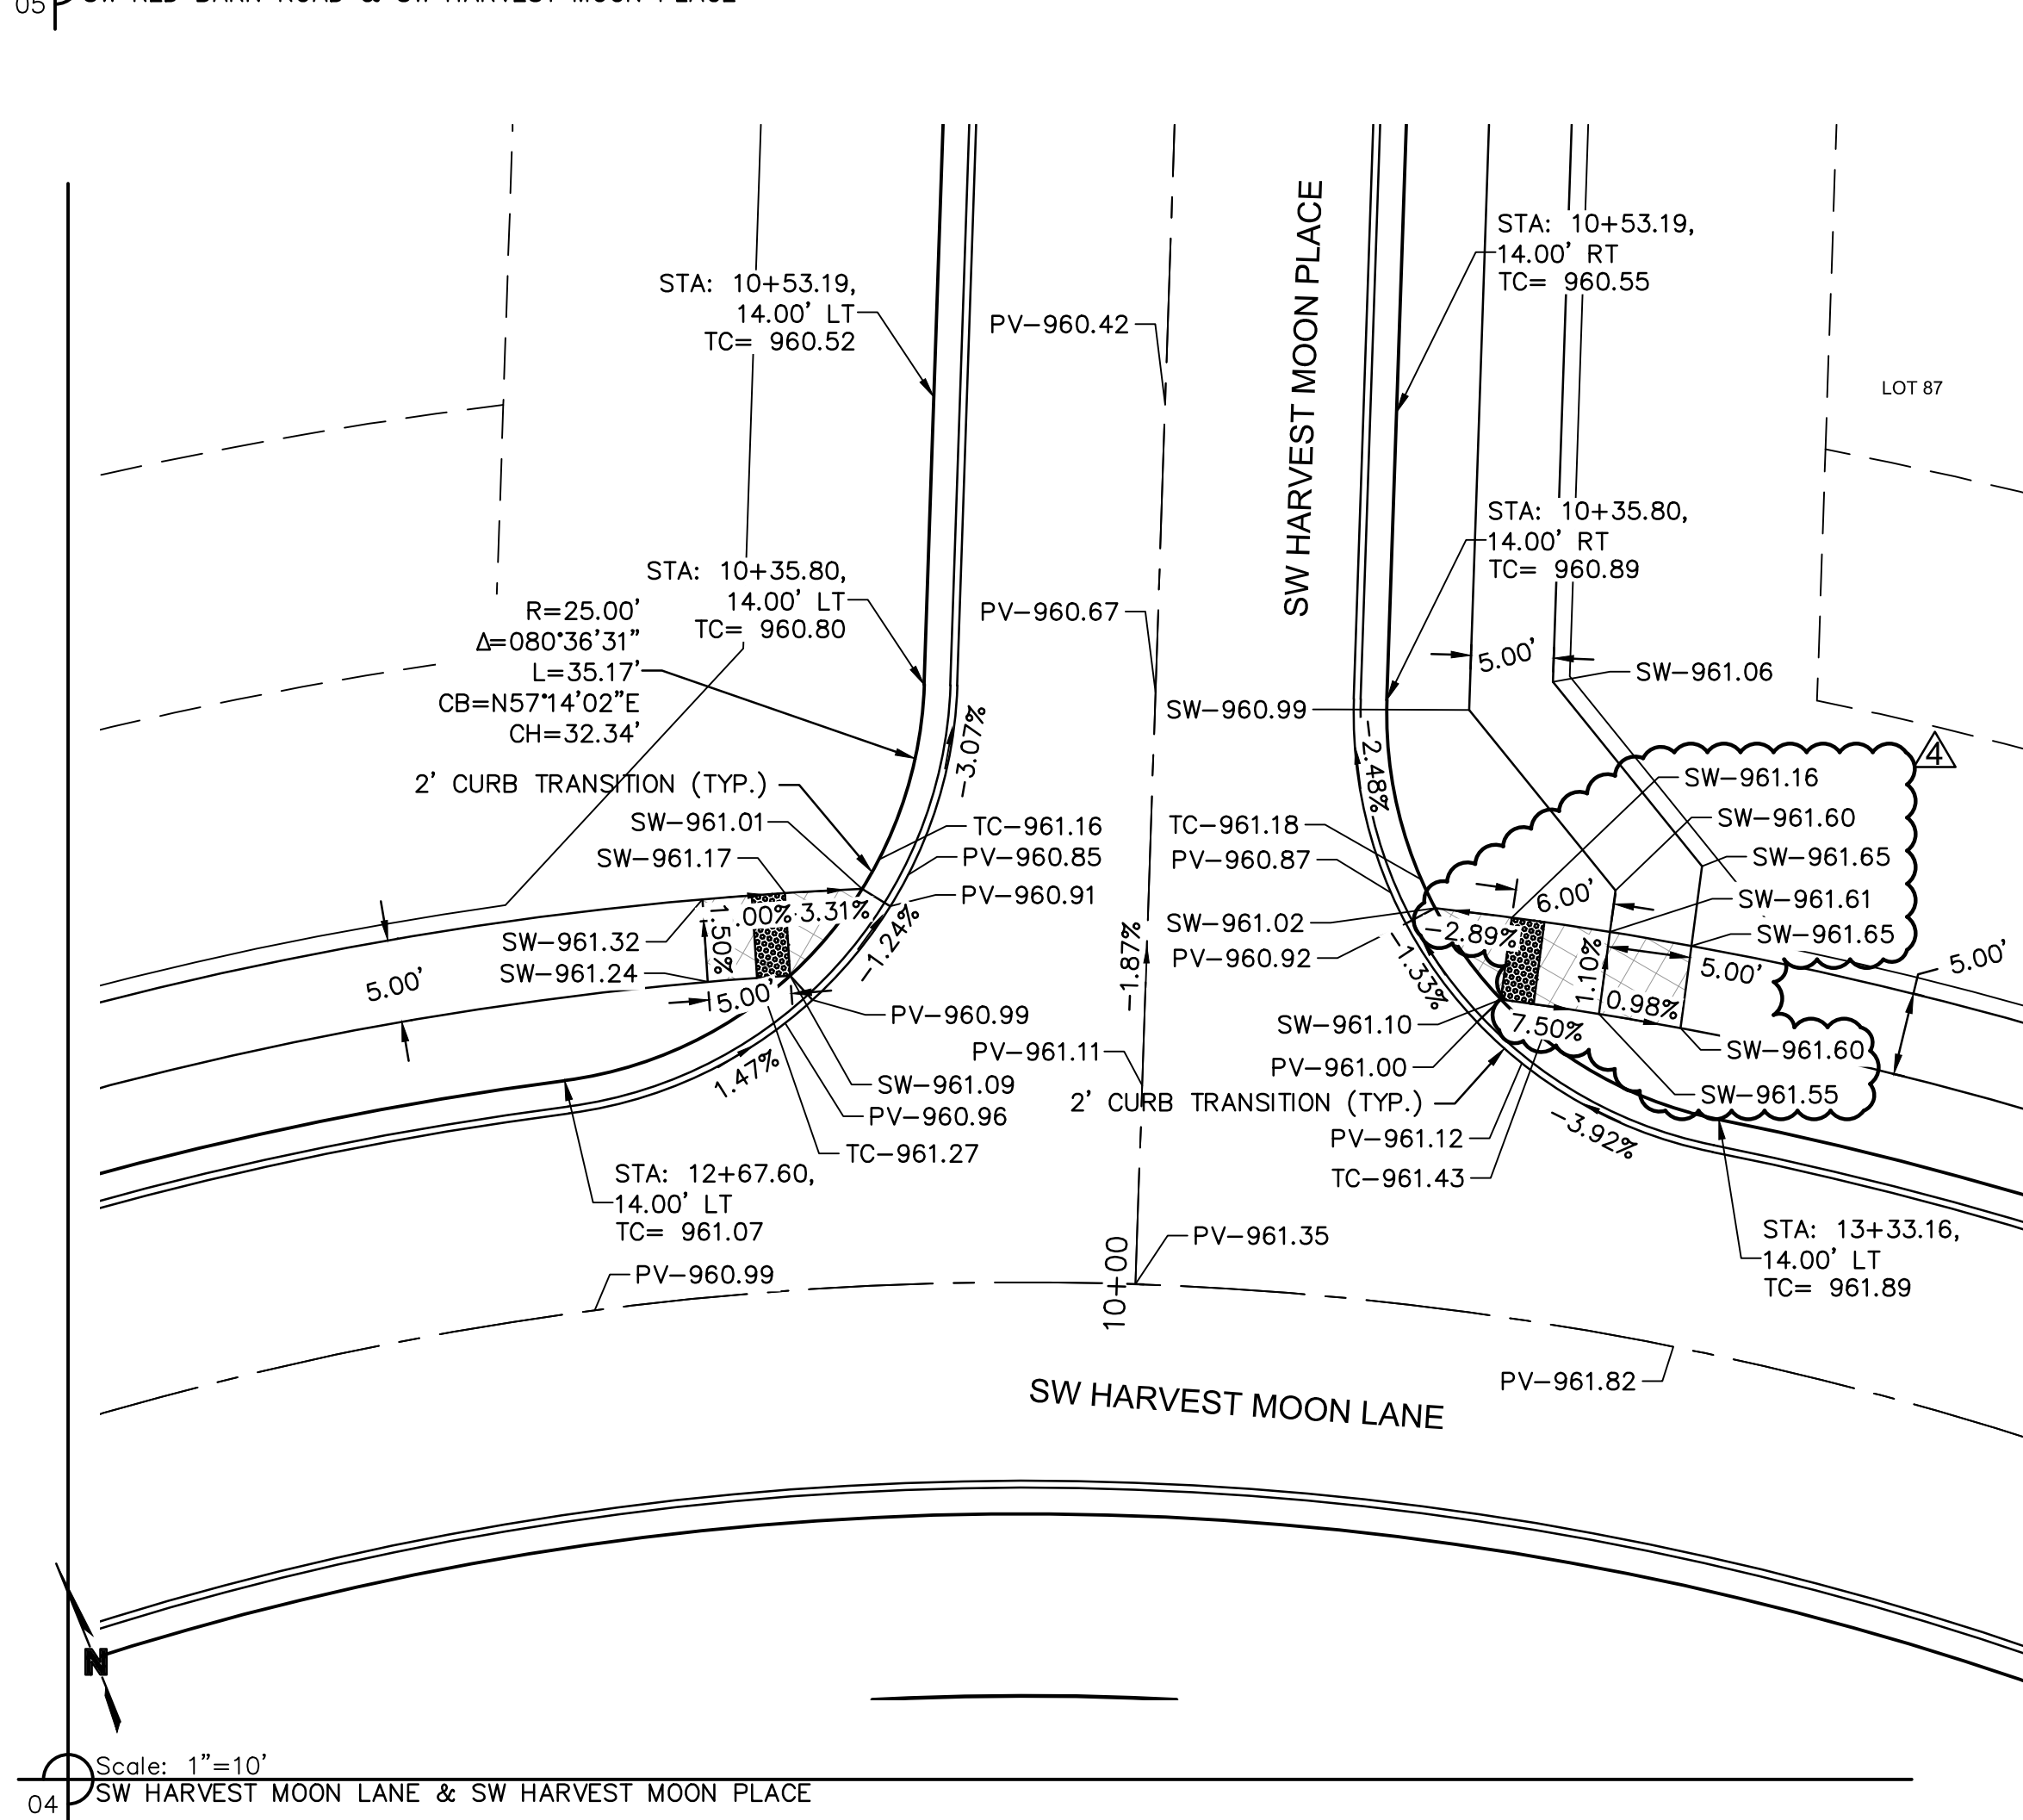 05
STA: 10+53.19,
14.00' LT
TC= 960.52
PV-960.42
SW HARVEST MOON PLACE
STA: 10+53.19,
14.00' RT
TC= 960.55
LOT 87
STA: 10+35.80,
14.00' LT
TC= 960.80
R=25.00'
Δ=080°36'31"
L=35.17'
CB=N57°14'02"E
CH=32.34'
PV-960.67
STA: 10+35.80,
14.00' RT
TC= 960.89
5.00'
SW-961.06
SW-960.99
-3.07%
-2.48%
4
2' CURB TRANSITION (TYP.)
SW-961.01
SW-961.17
TC-961.16
PV-960.85
PV-960.91
TC-961.18
PV-960.87
SW-961.16
SW-961.60
SW-961.65
SW-961.61
SW-961.65
6.00'
SW-961.02
PV-960.92
-2.89%
.00%
3.31%
1.50%
SW-961.32
SW-961.24
5.00'
5.00'
-1.24%
-1.87%
-1.33%
1.10%
0.98%
5.00'
5.00'
PV-960.99
SW-961.10
7.50%
PV-961.11
PV-961.00
SW-961.60
SW-961.55
1.47%
SW-961.09
PV-960.96
TC-961.27
2' CURB TRANSITION (TYP.)
PV-961.12
TC-961.43
-3.92%
STA: 12+67.60,
14.00' LT
TC= 961.07
PV-960.99
10+00
PV-961.35
STA: 13+33.16,
14.00' LT
TC= 961.89
PV-961.82
SW HARVEST MOON LANE
N
Scale: 1"=10'
04
SW HARVEST MOON LANE & SW HARVEST MOON PLACE